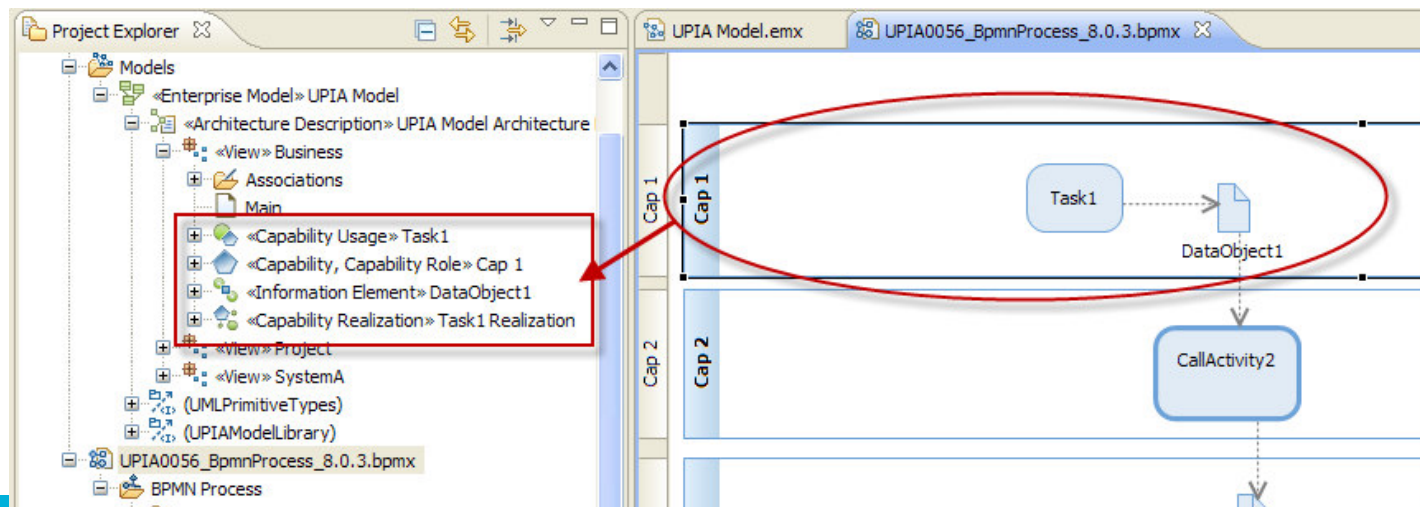 Project Explorer
Models
«Enterprise Model» UPIA Model
«Architecture Description» UPIA Model Architecture
«View» Business
Associations
Main
«Capability Usage» Task1
«Capability, Capability Role» Cap 1
«Information Element» DataObject1
«Capability Realization» Task1 Realization
«View» Project
«View» SystemA
(UMLPrimitiveTypes)
(UPIAModelLibrary)
UPIA0056_BpmnProcess_8.0.3.bpmx
BPMN Process
UPIA Model.emx
UPIA0056_BpmnProcess_8.0.3.bpmx
Cap 1
Cap 1
Task1
DataObject1
Cap 2
Cap 2
CallActivity2